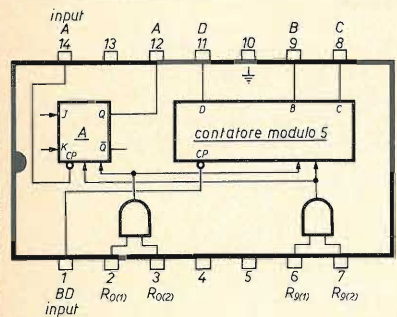 input
A A D B C
14 13 12 11 10 9 8
J Q D B C
A contatore modulo 5
K Q̅
CP CP
1 2 3 4 5 6 7
BD R0(1) R0(2) R9(1) R9(2)
input